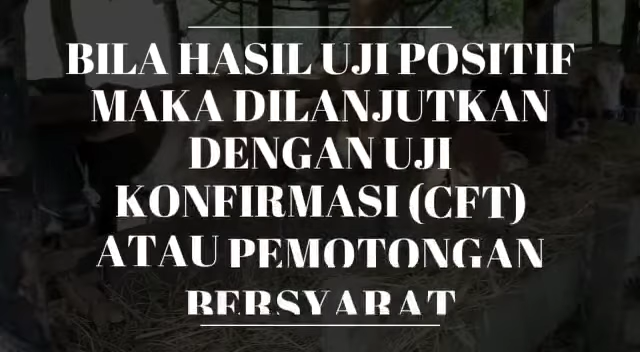 BILA HASIL UJI POSITIF
MAKA DILANJUTKAN
DENGAN UJI
KONFIRMASI (CFT)
ATAU PEMOTONGAN
BERSYARAT